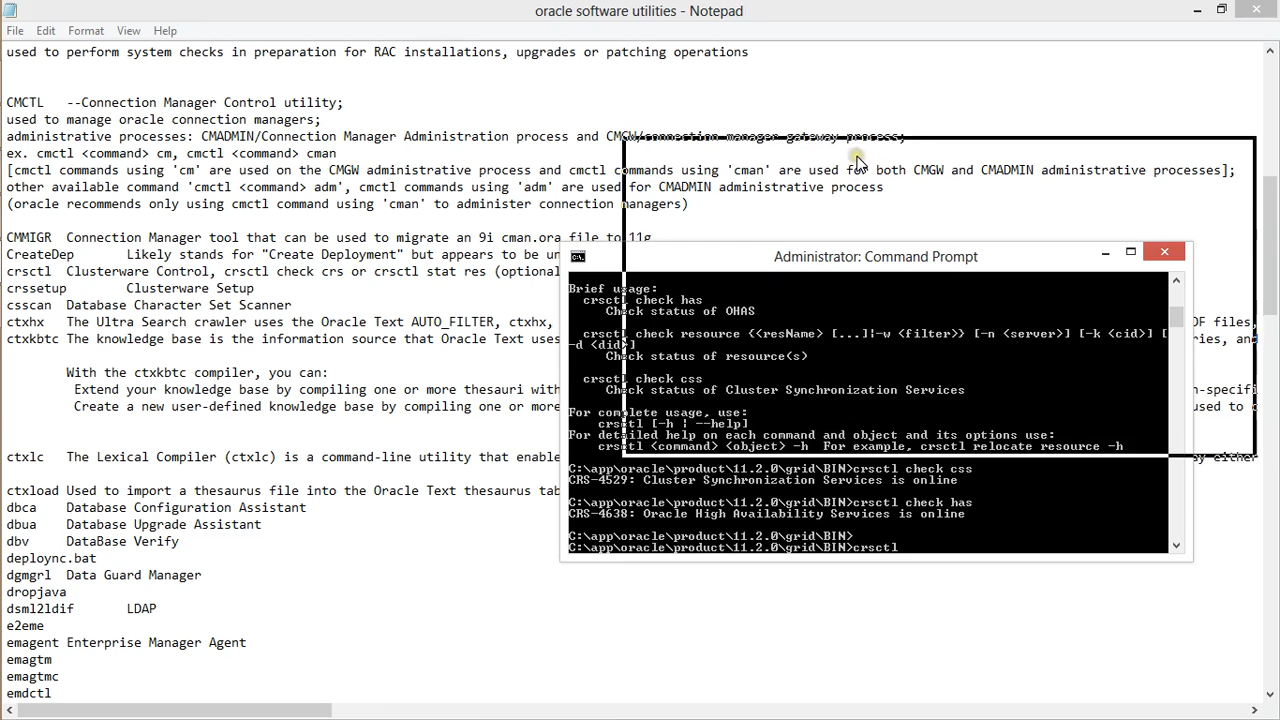 oracle software utilities - Notepad
File Edit Format View Help
used to perform system checks in preparation for RAC installations, upgrades or patching operations
CMCTL --Connection Manager Control utility;
used to manage oracle connection managers;
administrative processes: CMADMIN/Connection Manager Administration process and CMGW/connection manager gateway process;
ex. cmctl <command> cm, cmctl <command> cman
[cmctl commands using 'cm' are used on the CMGW administrative process and cmctl commands using 'cman' are used for both CMGW and CMADMIN administrative processes];
other available command 'cmctl <command> adm', cmctl commands using 'adm' are used for CMADMIN administrative process
(oracle recommends only using cmctl command using 'cman' to administer connection managers)
CMMIGR Connection Manager tool that can be used to migrate an 9i cman.ora file to 11g
CreateDep Likely stands for "Create Deployment" but appears to be un
crsctl Clusterware Control, crsctl check crs or crsctl stat res (optional
crssetup Clusterware Setup
csscan Database Character Set Scanner
ctxhx The Ultra Search crawler uses the Oracle Text AUTO_FILTER, ctxhx, DF files,
ctxkbtc The knowledge base is the information source that Oracle Text uses ries, and
With the ctxkbtc compiler, you can:
Extend your knowledge base by compiling one or more thesauri with n-specifi
Create a new user-defined knowledge base by compiling one or more used to
ctxlc The Lexical Compiler (ctxlc) is a command-line utility that enable either
ctxload Used to import a thesaurus file into the Oracle Text thesaurus tab
dbca Database Configuration Assistant
dbua Database Upgrade Assistant
dbv DataBase Verify
deploync.bat
dgmgrl Data Guard Manager
dropjava
dsml2ldif LDAP
e2eme
emagent Enterprise Manager Agent
emagtm
emagtmc
emdctl
Administrator: Command Prompt
Brief usage:
crsctl check has
Check status of OHAS
crsctl check resource {<resName> [...]|-w <filter>} [-n <server>] [-k <cid>] [
-d <did>]
Check status of resource(s)
crsctl check css
Check status of Cluster Synchronization Services
For complete usage, use:
crsctl [-h | --help]
For detailed help on each command and object and its options use:
crsctl <command> <object> -h For example, crsctl relocate resource -h
C:\app\oracle\product\11.2.0\grid\BIN>crsctl check css
CRS-4529: Cluster Synchronization Services is online
C:\app\oracle\product\11.2.0\grid\BIN>crsctl check has
CRS-4638: Oracle High Availability Services is online
C:\app\oracle\product\11.2.0\grid\BIN>
C:\app\oracle\product\11.2.0\grid\BIN>crsctl